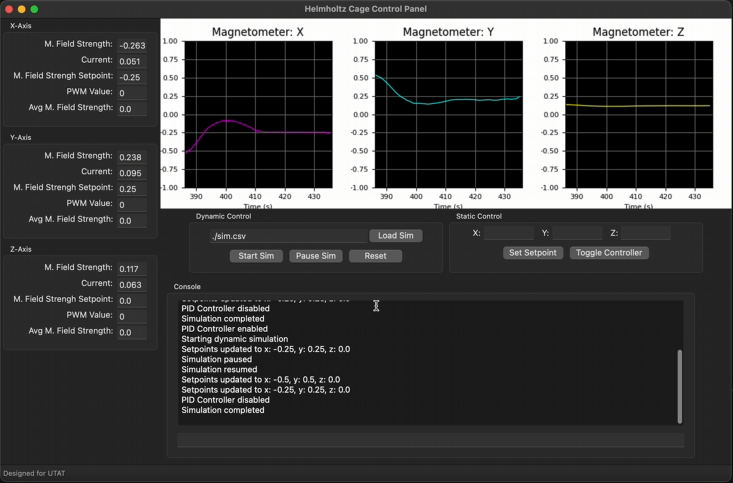 Helmholtz Cage Control Panel
X-Axis
M. Field Strength: -0.263
Current: 0.051
M. Field Strengh Setpoint: -0.25
PWM Value: 0
Avg M. Field Strength: 0.0
Y-Axis
M. Field Strength: 0.238
Current: 0.095
M. Field Strengh Setpoint: 0.25
PWM Value: 0
Avg M. Field Strength: 0.0
Z-Axis
M. Field Strength: 0.117
Current: 0.063
M. Field Strengh Setpoint: 0.0
PWM Value: 0
Avg M. Field Strength: 0.0
Magnetometer: X
1.00
0.75
0.50
0.25
0.00
-0.25
-0.50
-0.75
-1.00
390 400 410 420 430
Time (s)
Magnetometer: Y
1.00
0.75
0.50
0.25
0.00
-0.25
-0.50
-0.75
-1.00
390 400 410 420 430
Time (s)
Magnetometer: Z
1.00
0.75
0.50
0.25
0.00
-0.25
-0.50
-0.75
-1.00
390 400 410 420 430
Time (s)
Dynamic Control
./sim.csv Load Sim
Start Sim Pause Sim Reset
Static Control
X: Y: Z:
Set Setpoint Toggle Controller
Console
Setpoints updated to x: -0.25, y: 0.25, z: 0.0
PID Controller disabled
Simulation completed
PID Controller enabled
Starting dynamic simulation
Setpoints updated to x: -0.25, y: 0.25, z: 0.0
Simulation paused
Simulation resumed
Setpoints updated to x: -0.5, y: 0.5, z: 0.0
Setpoints updated to x: -0.25, y: 0.25, z: 0.0
PID Controller disabled
Simulation completed
Designed for UTAT